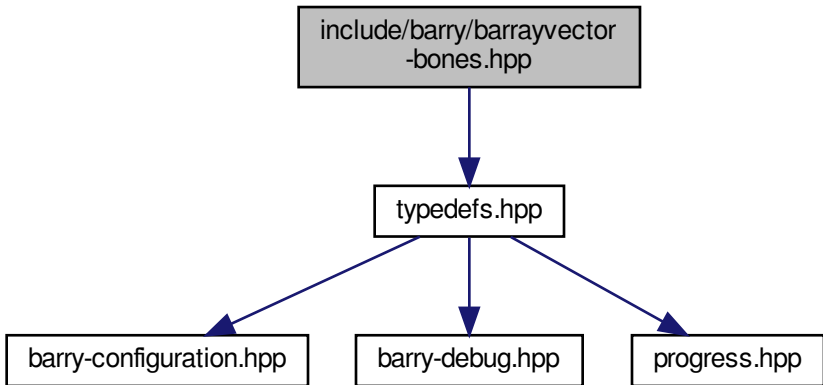 include/barry/barrayvector
-bones.hpp
typedefs.hpp
barry-configuration.hpp
barry-debug.hpp
progress.hpp